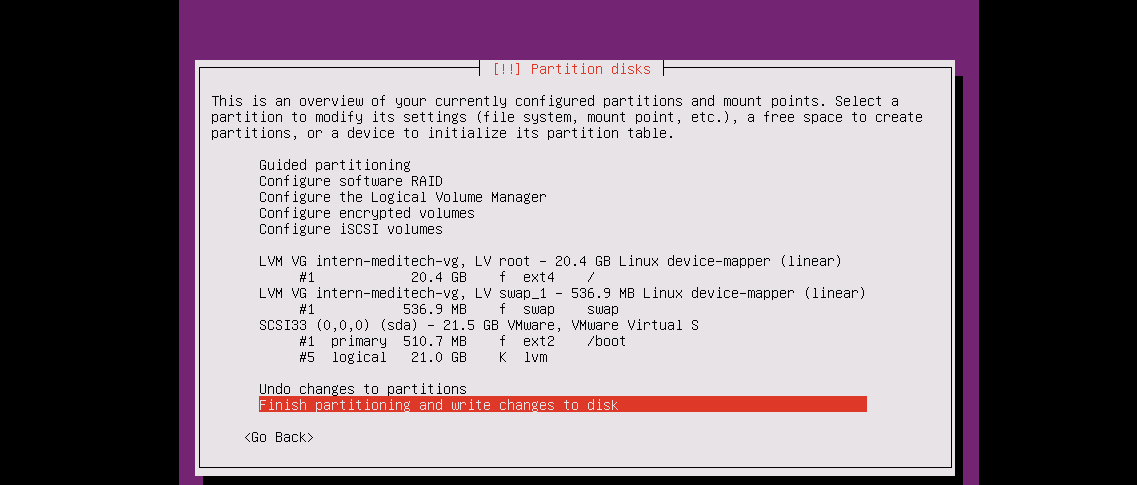 [!!] Partition disks
This is an overview of your currently configured partitions and mount points. Select a
partition to modify its settings (file system, mount point, etc.), a free space to create
partitions, or a device to initialize its partition table.
Guided partitioning
Configure software RAID
Configure the Logical Volume Manager
Configure encrypted volumes
Configure iSCSI volumes
LVM VG intern-meditech-vg, LV root - 20.4 GB Linux device-mapper (linear)
#1 20.4 GB f ext4 /
LVM VG intern-meditech-vg, LV swap_1 - 536.9 MB Linux device-mapper (linear)
#1 536.9 MB f swap swap
SCSI33 (0,0,0) (sda) - 21.5 GB VMware, VMware Virtual S
#1 primary 510.7 MB f ext2 /boot
#5 logical 21.0 GB K lvm
Undo changes to partitions
Finish partitioning and write changes to disk
<Go Back>